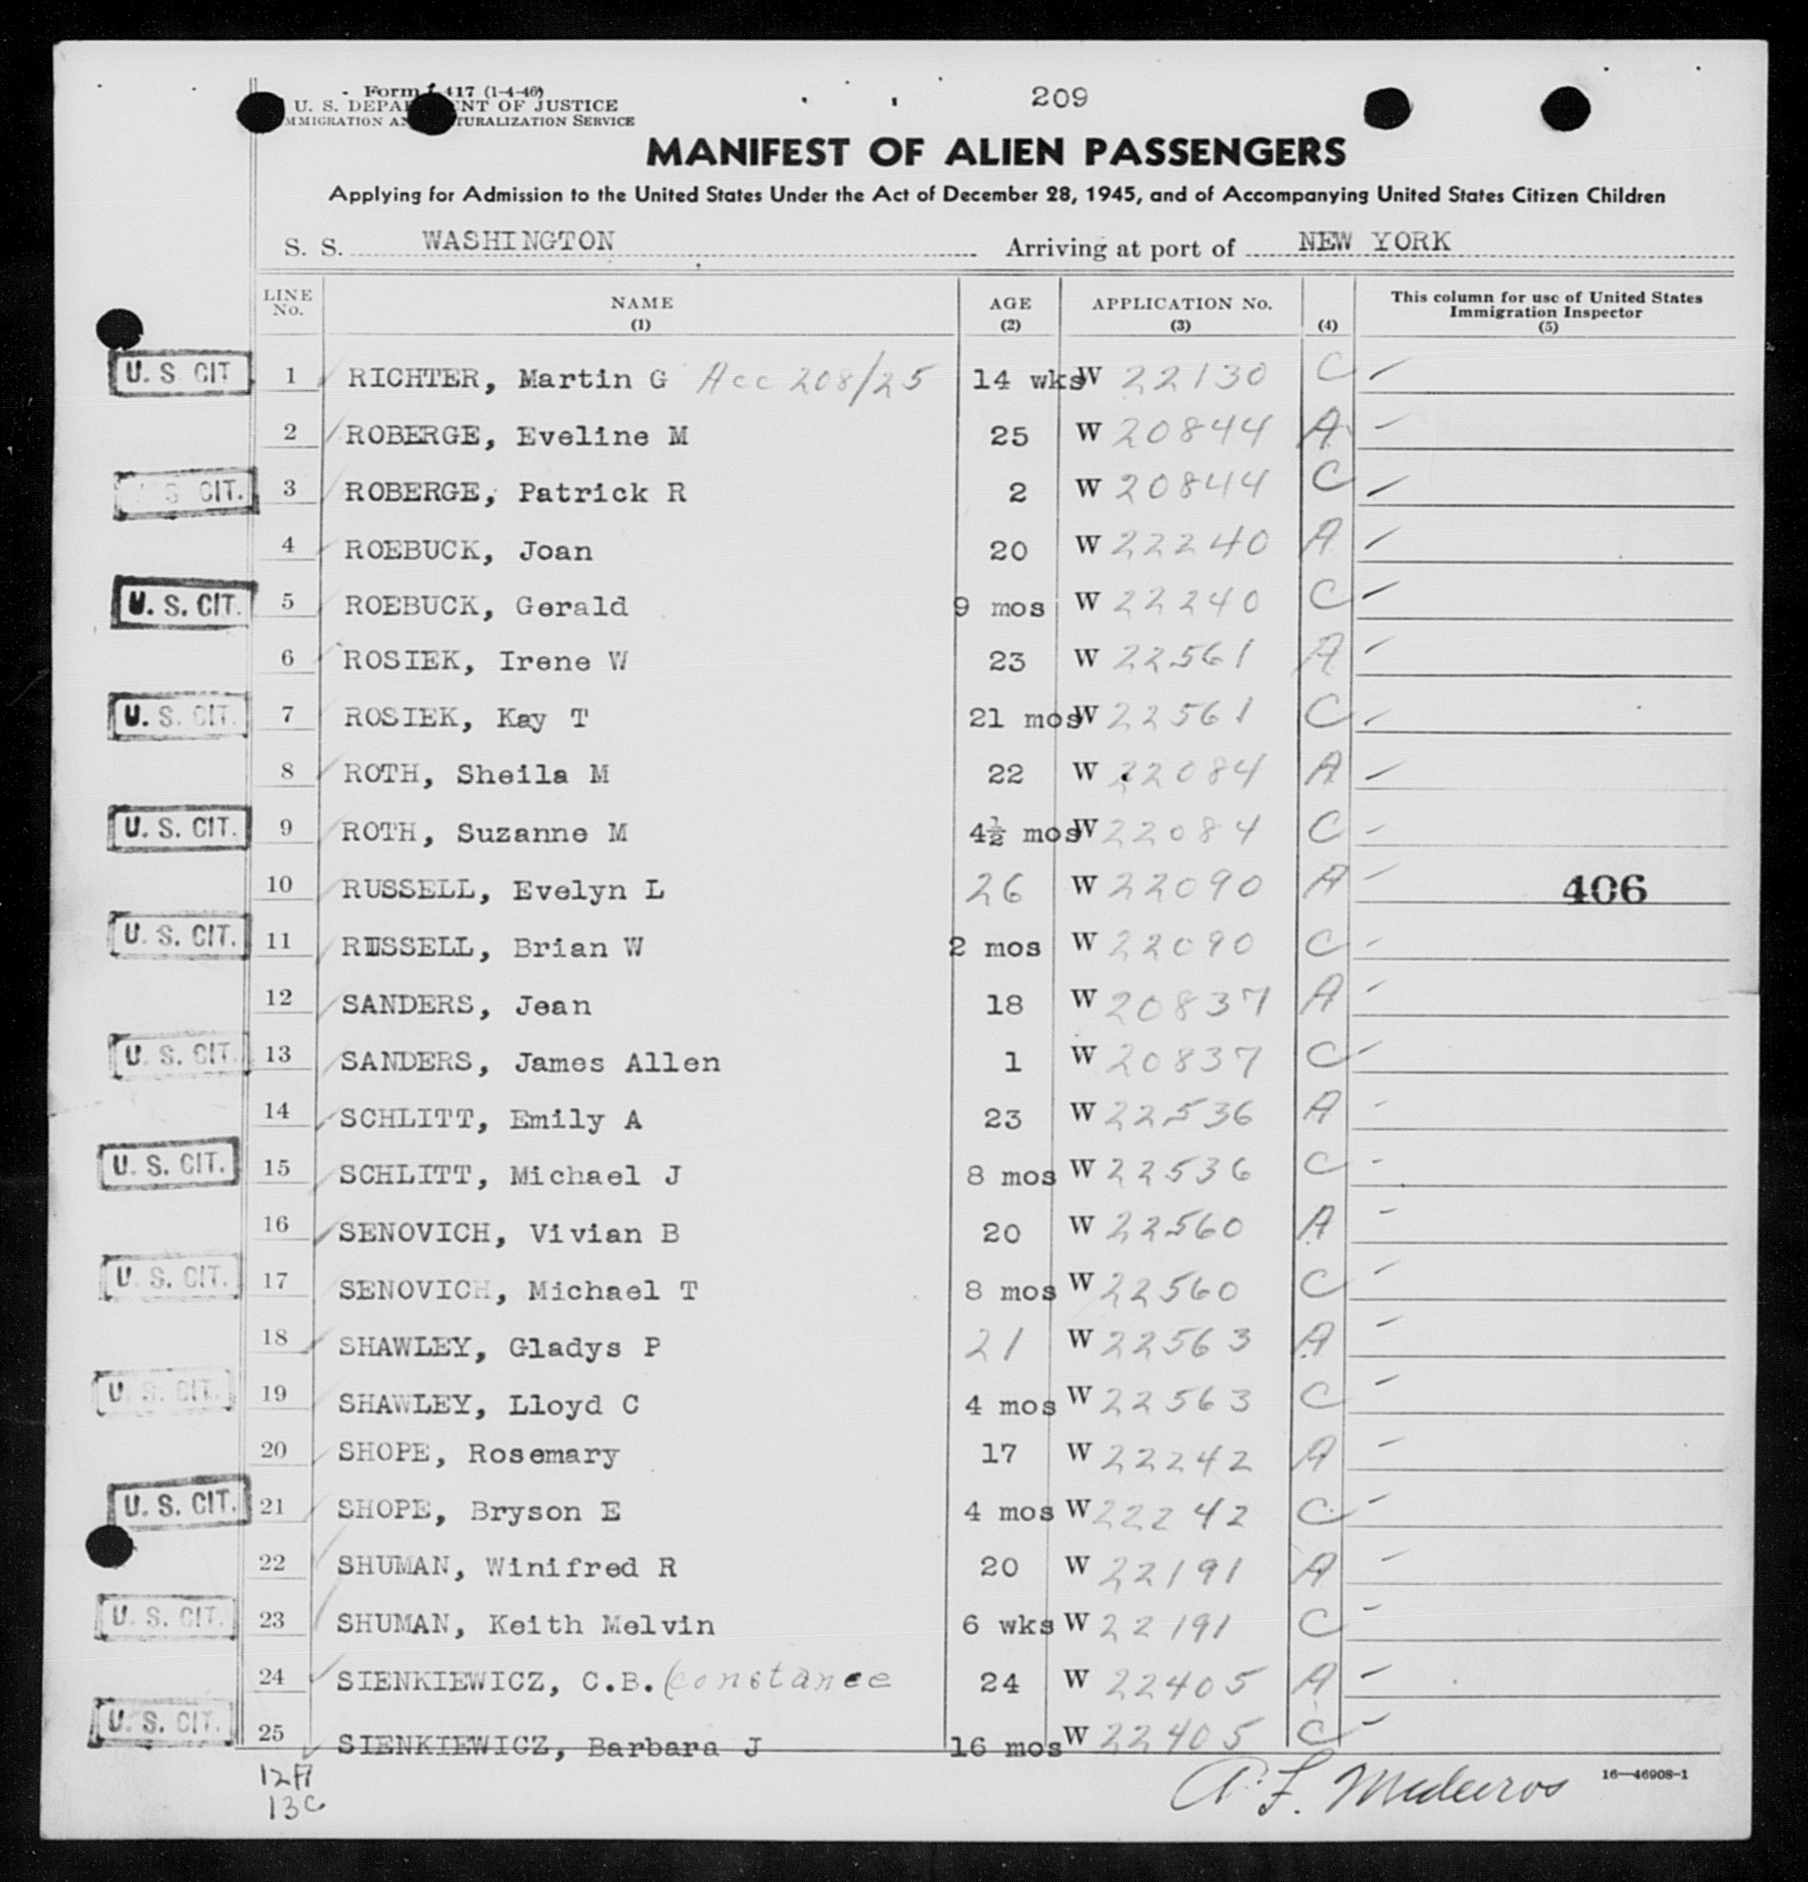 Form I-417 (1-4-46)
U. S. DEPARTMENT OF JUSTICE
IMMIGRATION AND NATURALIZATION SERVICE
209
MANIFEST OF ALIEN PASSENGERS
Applying for Admission to the United States Under the Act of December 28, 1945, and of Accompanying United States Citizen Children
S. S. WASHINGTON Arriving at port of NEW YORK
LINE No. NAME (1) AGE (2) APPLICATION No. (3) (4) This column for use of United States Immigration Inspector (5)
U. S CIT 1 RICHTER, Martin G Acc 208/25 14 wks W 22130 C
2 ROBERGE, Eveline M 25 W 20844 A
S CIT. 3 ROBERGE, Patrick R 2 W 20844 C
4 ROEBUCK, Joan 20 W 22240 A
U. S. CIT. 5 ROEBUCK, Gerald 9 mos W 22240 C
6 ROSIEK, Irene W 23 W 22561 A
U. S. CIT. 7 ROSIEK, Kay T 21 mos W 22561 C
8 ROTH, Sheila M 22 W 22084 A
U. S. CIT. 9 ROTH, Suzanne M 4½ mos W 22084 C
10 RUSSELL, Evelyn L 26 W 22090 A 406
U. S. CIT. 11 RUSSELL, Brian W 2 mos W 22090 C
12 SANDERS, Jean 18 W 20837 A
U. S. CIT. 13 SANDERS, James Allen 1 W 20837 C
14 SCHLITT, Emily A 23 W 22536 A
U. S. CIT. 15 SCHLITT, Michael J 8 mos W 22536 C
16 SENOVICH, Vivian B 20 W 22560 A
U. S. CIT. 17 SENOVICH, Michael T 8 mos W 22560 C
18 SHAWLEY, Gladys P 21 W 22563 A
U. S. CIT. 19 SHAWLEY, Lloyd C 4 mos W 22563 C
20 SHOPE, Rosemary 17 W 22242 A
U. S. CIT. 21 SHOPE, Bryson E 4 mos W 22242 C
22 SHUMAN, Winifred R 20 W 22191 A
U. S. CIT. 23 SHUMAN, Keith Melvin 6 wks W 22191 C
24 SIENKIEWICZ, C.B. (constance 24 W 22405 A
U. S. CIT. 25 SIENKIEWICZ, Barbara J 16 mos W 22405 C
12A
13C
A. F. Medeiros
16—46908-1